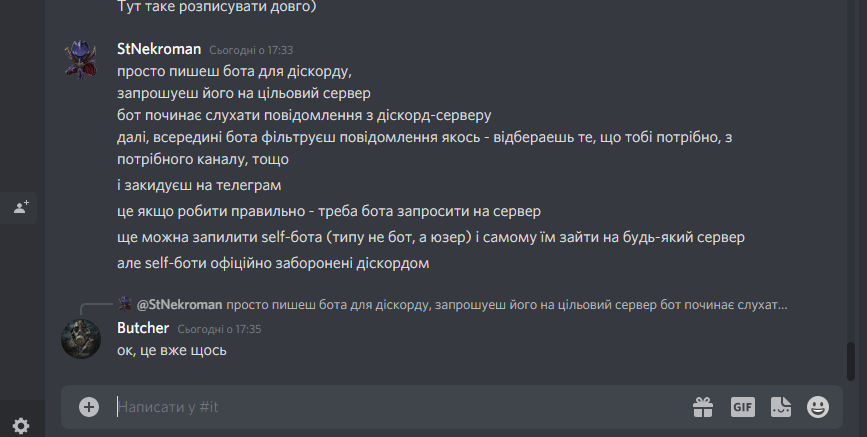 Тут таке розписувати довго)
StNekroman Сьогодні о 17:33
просто пишеш бота для діскорду,
запрошуєш його на цільовий сервер
бот починає слухати повідомлення з діскорд-серверу
далі, всередині бота фільтруєш повідомлення якось - відбераешь те, що тобі потрібно, з
потрібного каналу, тощо
і закидуєш на телеграм
це якщо робити правильно - треба бота запросити на сервер
ще можна запилити self-бота (типу не бот, а юзер) і самому їм зайти на будь-який сервер
але self-боти офіційно заборонені діскордом
@StNekroman просто пишеш бота для діскорду, запрошуєш його на цільовий сервер бот починає слухат...
Butcher Сьогодні о 17:35
ок, це вже щось
Написати у #it
GIF